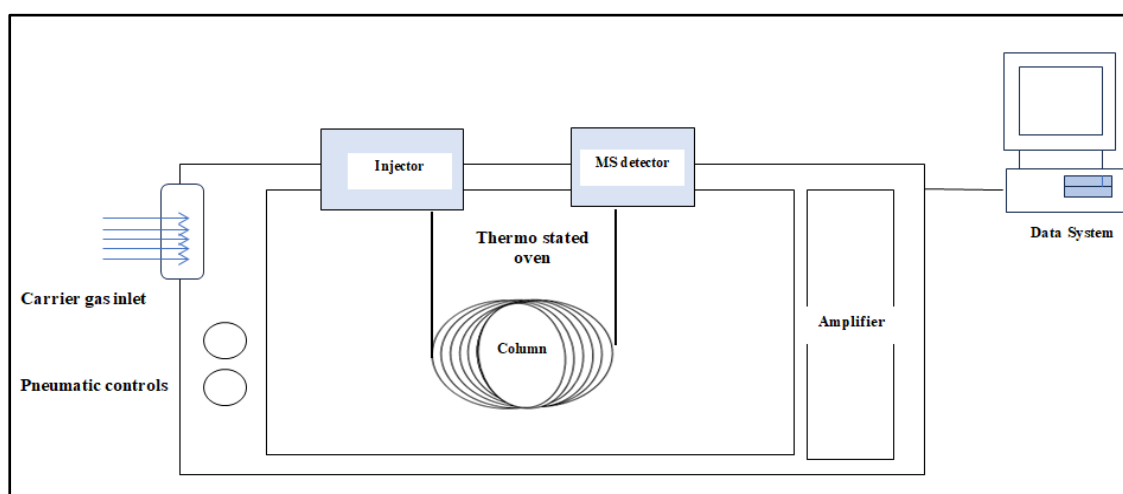 Injector
MS detector
Thermo stated
oven
Data System
Carrier gas inlet
Amplifier
Column
Pneumatic controls